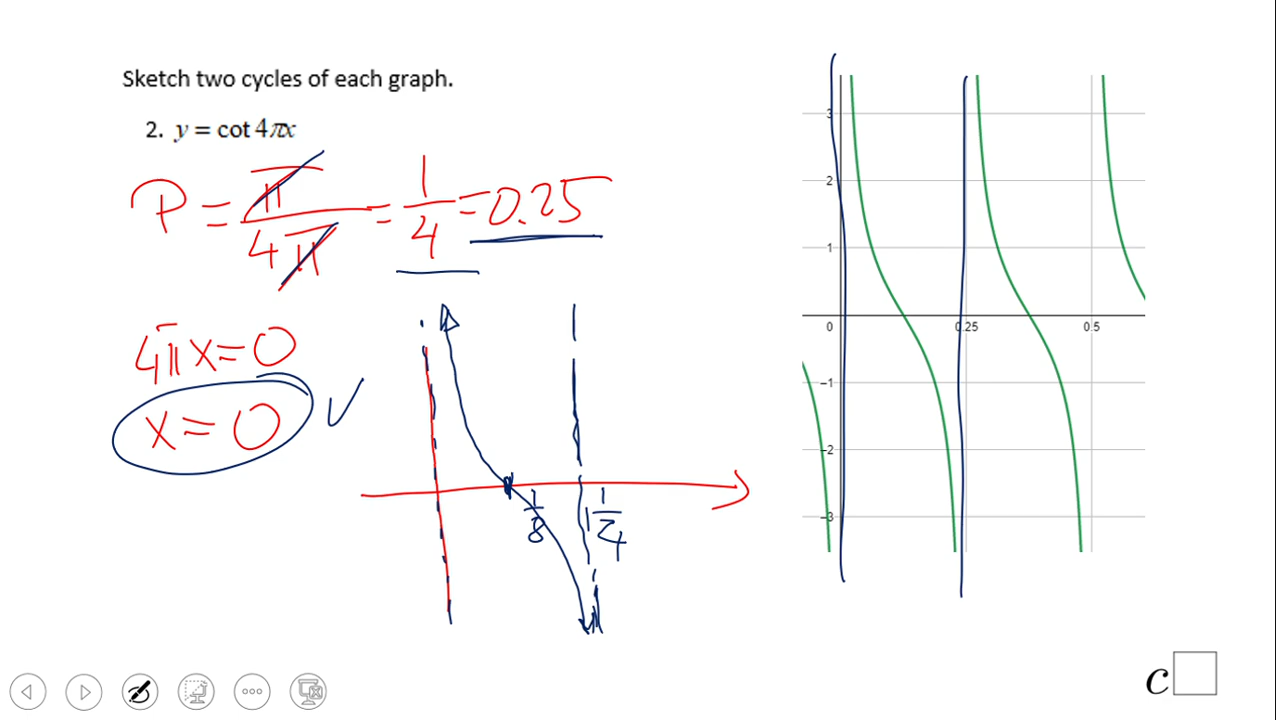 Sketch two cycles of each graph.
2. y = cot 4πx
P = π/4π = 1/4 = 0.25
4πx=0
x=0
1/8
1/4
3
2
1
0
0.25
0.5
-1
-2
-3
c